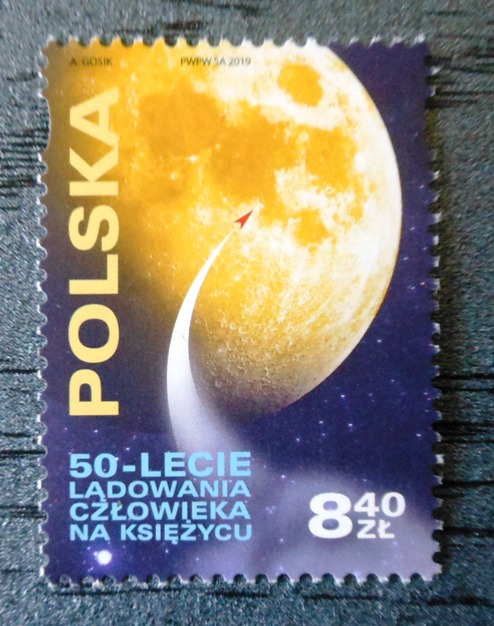 A. GOSIK
PWPW SA 2019
POLSKA
50-LECIE
LĄDOWANIA
CZŁOWIEKA
NA KSIĘŻYCU
8 40
ZŁ